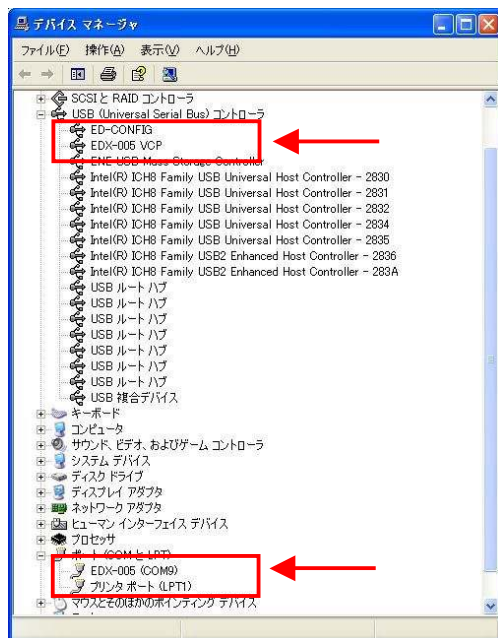 デバイス マネージャ
ファイル(F) 操作(A) 表示(V) ヘルプ(H)
SCSI と RAID コントローラ
USB (Universal Serial Bus) コントローラ
ED-CONFIG
EDX-005 VCP
ENE USB Mass Storage Controller
Intel(R) ICH8 Family USB Universal Host Controller - 2830
Intel(R) ICH8 Family USB Universal Host Controller - 2831
Intel(R) ICH8 Family USB Universal Host Controller - 2832
Intel(R) ICH8 Family USB Universal Host Controller - 2834
Intel(R) ICH8 Family USB Universal Host Controller - 2835
Intel(R) ICH8 Family USB2 Enhanced Host Controller - 2836
Intel(R) ICH8 Family USB2 Enhanced Host Controller - 283A
USB ルート ハブ
USB ルート ハブ
USB ルート ハブ
USB ルート ハブ
USB ルート ハブ
USB ルート ハブ
USB ルート ハブ
USB 複合デバイス
キーボード
コンピュータ
サウンド、ビデオ、およびゲーム コントローラ
システム デバイス
ディスク ドライブ
ディスプレイ アダプタ
ネットワーク アダプタ
ヒューマン インターフェイス デバイス
プロセッサ
ポート (COM と LPT)
EDX-005 (COM9)
プリンタ ポート (LPT1)
マウスとそのほかのポインティング デバイス